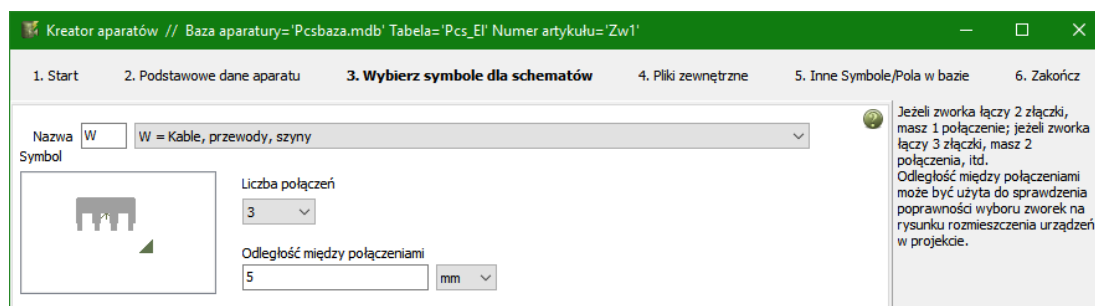 Kreator aparatów // Baza aparatury='Pcsbaza.mdb' Tabela='Pcs_El' Numer artykułu='Zw1'
1. Start 2. Podstawowe dane aparatu 3. Wybierz symbole dla schematów 4. Pliki zewnętrzne 5. Inne Symbole/Pola w bazie 6. Zakończ
Nazwa W W = Kable, przewody, szyny
Symbol
Liczba połączeń
3
Odległość między połączeniami
5 mm
Jeżeli zworka łączy 2 złączki,
masz 1 połączenie; jeżeli zworka
łączy 3 złączki, masz 2
połączenia, itd.
Odległość między połączeniami
może być użyta do sprawdzenia
poprawności wyboru zworek na
rysunku rozmieszczenia urządzeń
w projekcie.